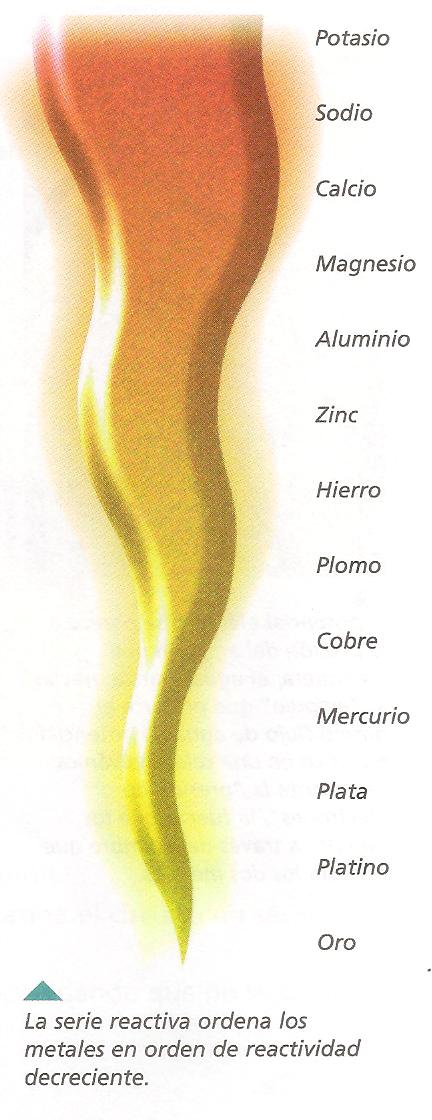 Potasio
Sodio
Calcio
Magnesio
Aluminio
Zinc
Hierro
Plomo
Cobre
Mercurio
Plata
Platino
Oro
La serie reactiva ordena los
metales en orden de reactividad
decreciente.